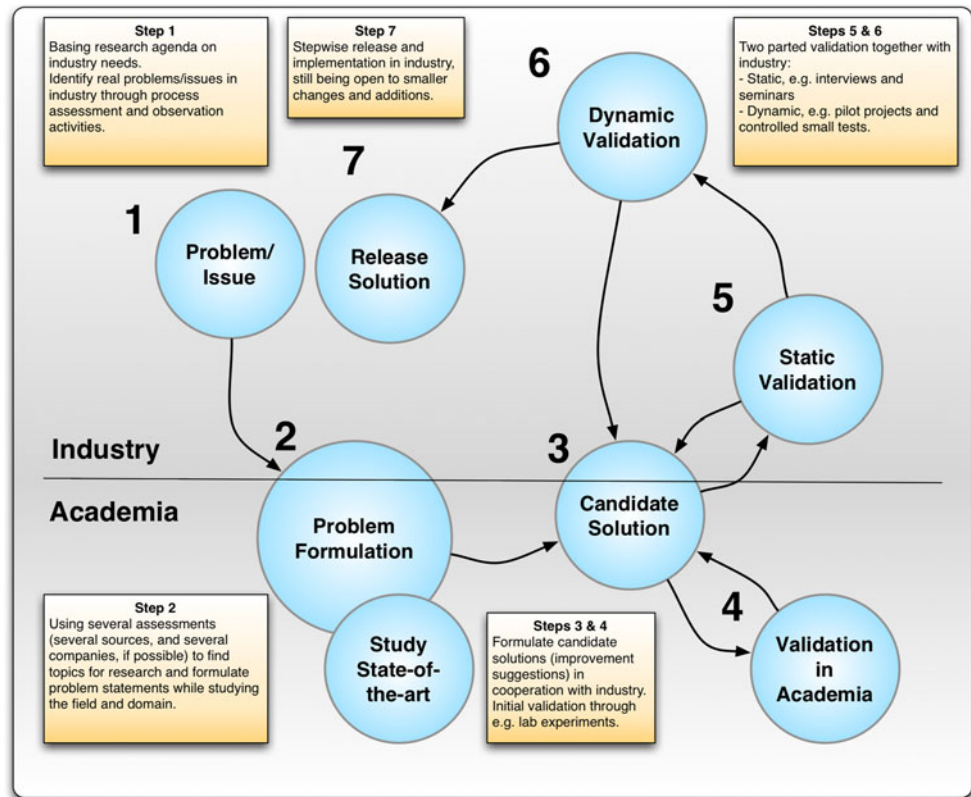 Step 1
Basing research agenda on
industry needs.
Identify real problems/issues in
industry through process
assessment and observation
activities.
Step 7
Stepwise release and
implementation in industry,
still being open to smaller
changes and additions.
Steps 5 & 6
Two parted validation together with
industry:
- Static, e.g. interviews and
seminars
- Dynamic, e.g. pilot projects and
controlled small tests.
6
Dynamic
Validation
7
Release
Solution
1
Problem/
Issue
5
Static
Validation
2
3
Industry
Academia
Problem
Formulation
Candidate
Solution
4
Validation
in
Academia
Study
State-of-
the-art
Step 2
Using several assessments
(several sources, and several
companies, if possible) to find
topics for research and formulate
problem statements while studying
the field and domain.
Steps 3 & 4
Formulate candidate
solutions (improvement
suggestions) in
cooperation with industry.
Initial validation through
e.g. lab experiments.